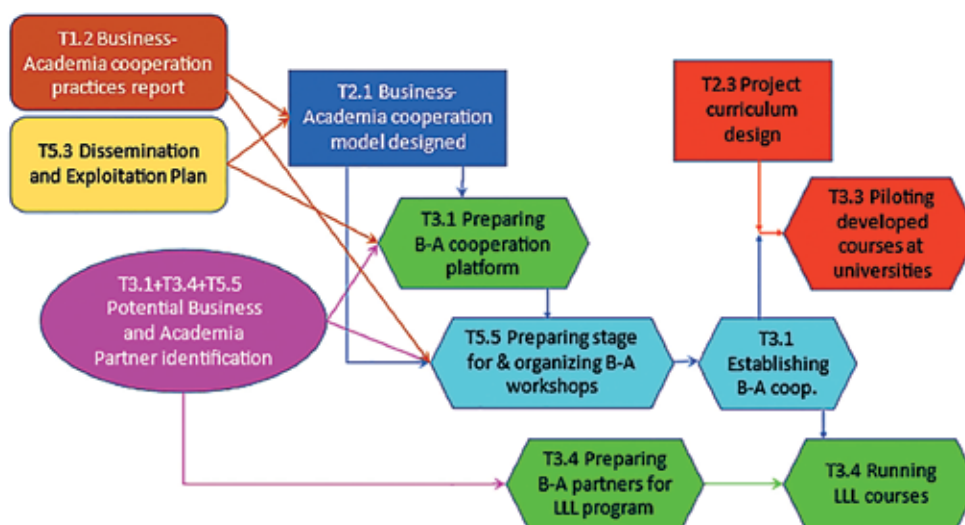 T1.2 Business-
Academia cooperation
practices report
T5.3 Dissemination
and Exploitation Plan
T2.1 Business-
Academia cooperation
model designed
T2.3 Project
curriculum
design
T3.1 Preparing
B-A cooperation
platform
T3.3 Piloting
developed
courses at
universities
T3.1+T3.4+T5.5
Potential Business
and Academia
Partner identification
T5.5 Preparing stage
for & organizing B-A
workshops
T3.1
Establishing
B-A coop.
T3.4 Preparing
B-A partners for
LLL program
T3.4 Running
LLL courses